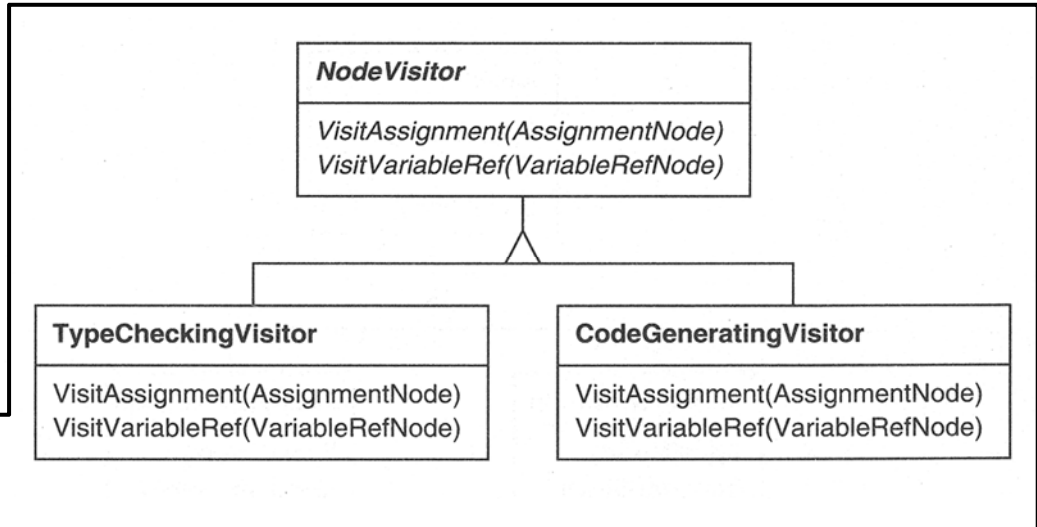 NodeVisitor
VisitAssignment(AssignmentNode)
VisitVariableRef(VariableRefNode)
TypeCheckingVisitor
VisitAssignment(AssignmentNode)
VisitVariableRef(VariableRefNode)
CodeGeneratingVisitor
VisitAssignment(AssignmentNode)
VisitVariableRef(VariableRefNode)